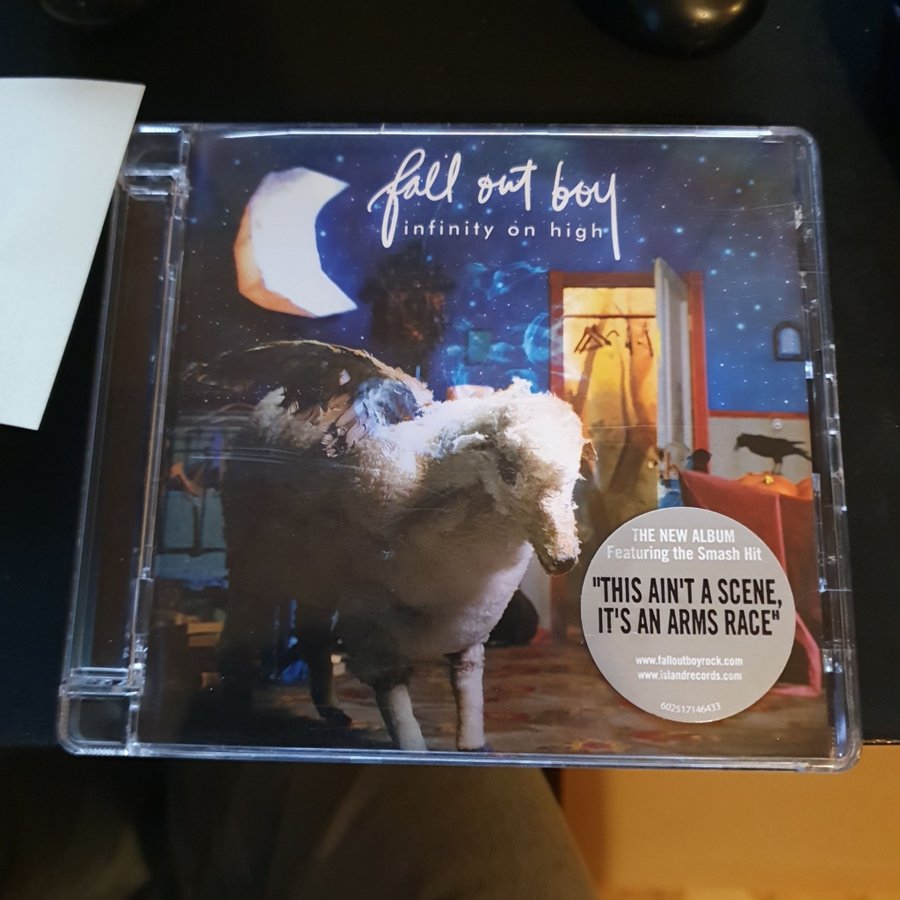 fall out boy
infinity on high
THE NEW ALBUM
Featuring the Smash Hit
"THIS AIN'T A SCENE,
IT'S AN ARMS RACE"
www.falloutboyrock.com
www.islandrecords.com
602517146433